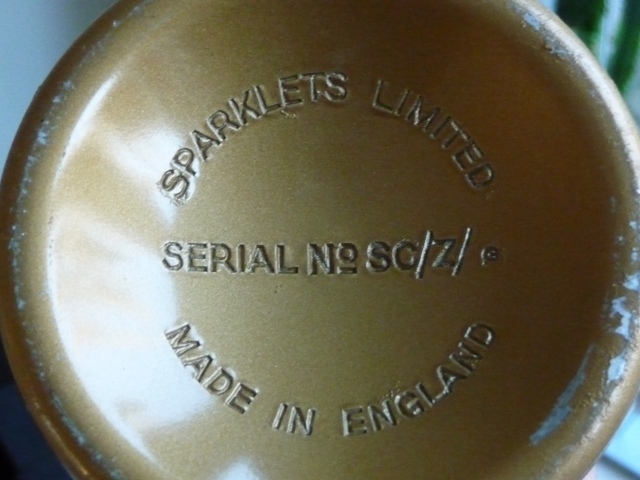 SPARKLETS LIMITED
SERIAL Nº SC/Z/
MADE IN ENGLAND